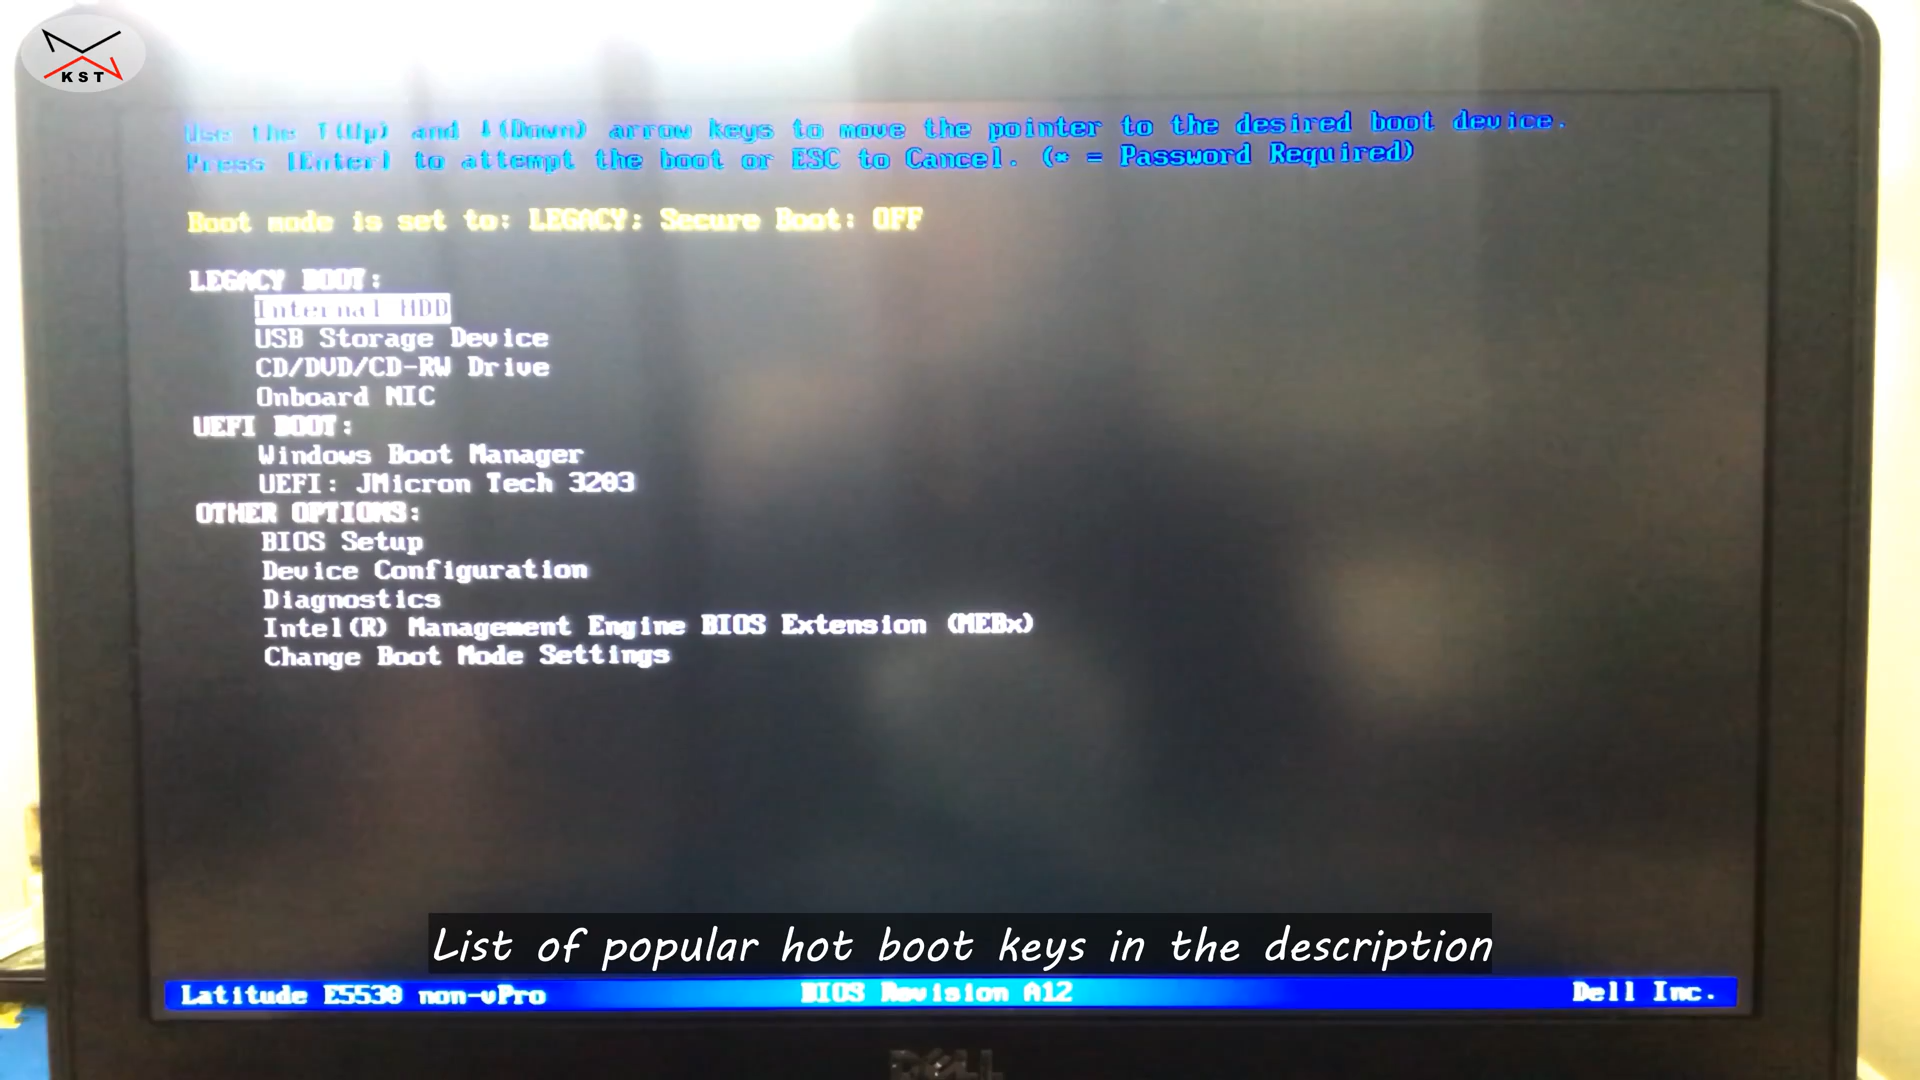 KST
Use the ↑(Up) and ↓(Down) arrow keys to move the pointer to the desired boot device.
Press [Enter] to attempt the boot or ESC to Cancel. (* = Password Required)
Boot mode is set to: LEGACY; Secure Boot: OFF
LEGACY BOOT:
Internal HDD
USB Storage Device
CD/DVD/CD-RW Drive
Onboard NIC
UEFI BOOT:
Windows Boot Manager
UEFI: JMicron Tech 3203
OTHER OPTIONS:
BIOS Setup
Device Configuration
Diagnostics
Intel(R) Management Engine BIOS Extension (MEBx)
Change Boot Mode Settings
List of popular hot boot keys in the description
Latitude E5530 non-vPro BIOS Revision A12 Dell Inc.
DELL